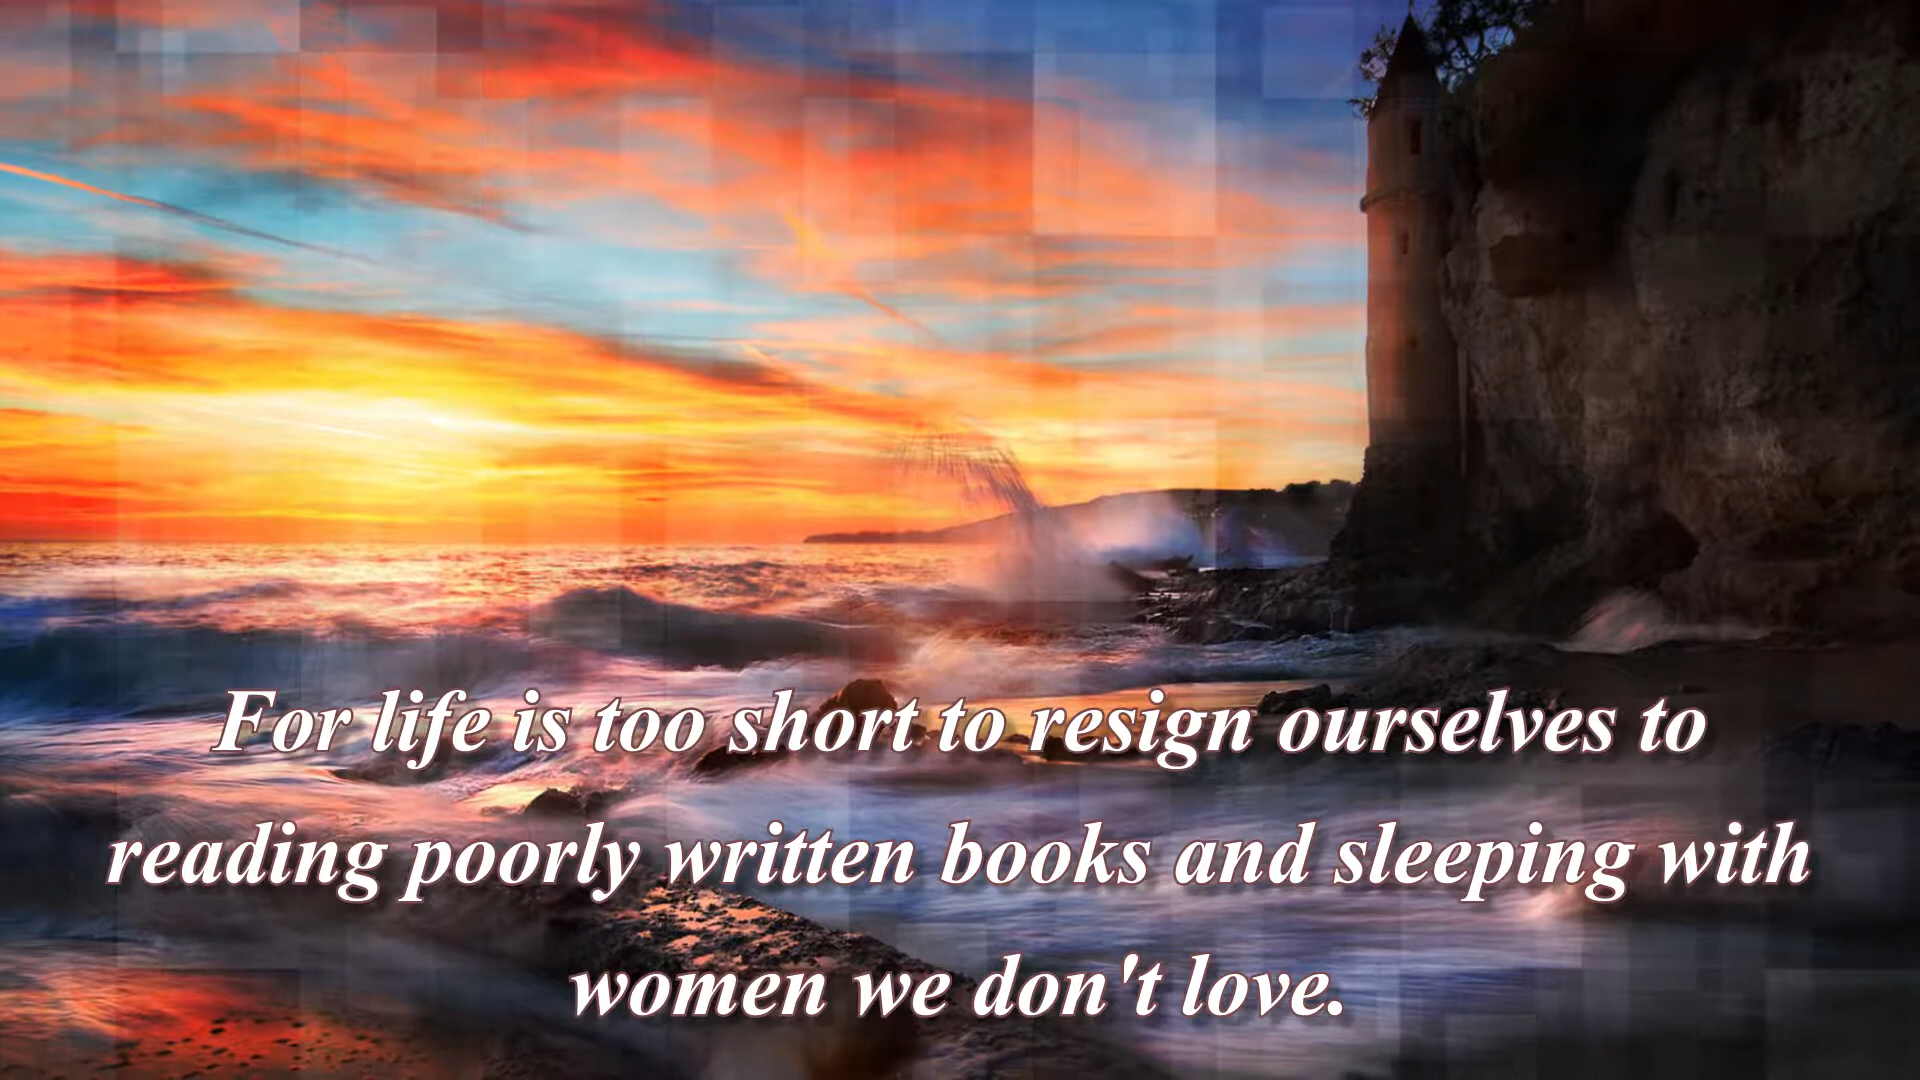 For life is too short to resign ourselves to
reading poorly written books and sleeping with
women we don't love.